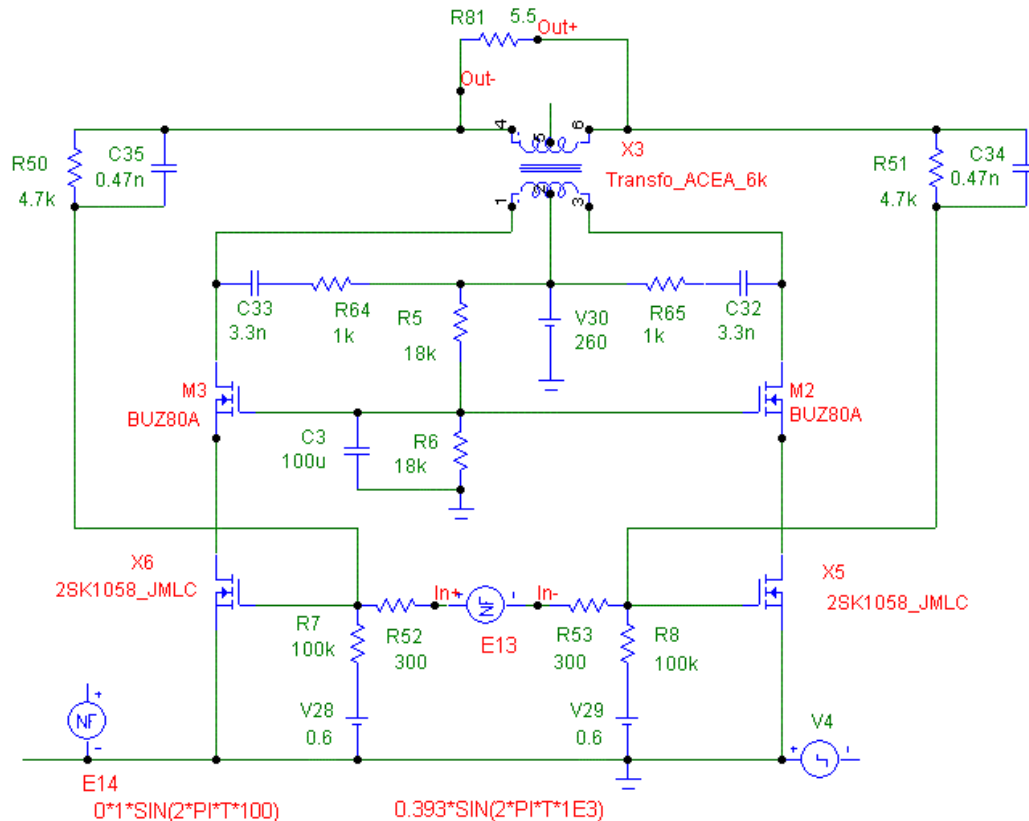 R81
5.5
Out+
Out-
4
5
6
X3
Transfo_ACEA_6k
1
2
3
R50
4.7k
C35
0.47n
R51
4.7k
C34
0.47n
C33
3.3n
R64
1k
R5
18k
V30
260
R65
1k
C32
3.3n
M3
BUZ80A
M2
BUZ80A
C3
100u
R6
18k
X6
2SK1058_JMLC
X5
2SK1058_JMLC
In+
NF
In-
E13
R7
100k
R52
300
R53
300
R8
100k
V28
0.6
V29
0.6
V4
NF
E14
0*1*SIN(2*PI*T*100)
0.393*SIN(2*PI*T*1E3)